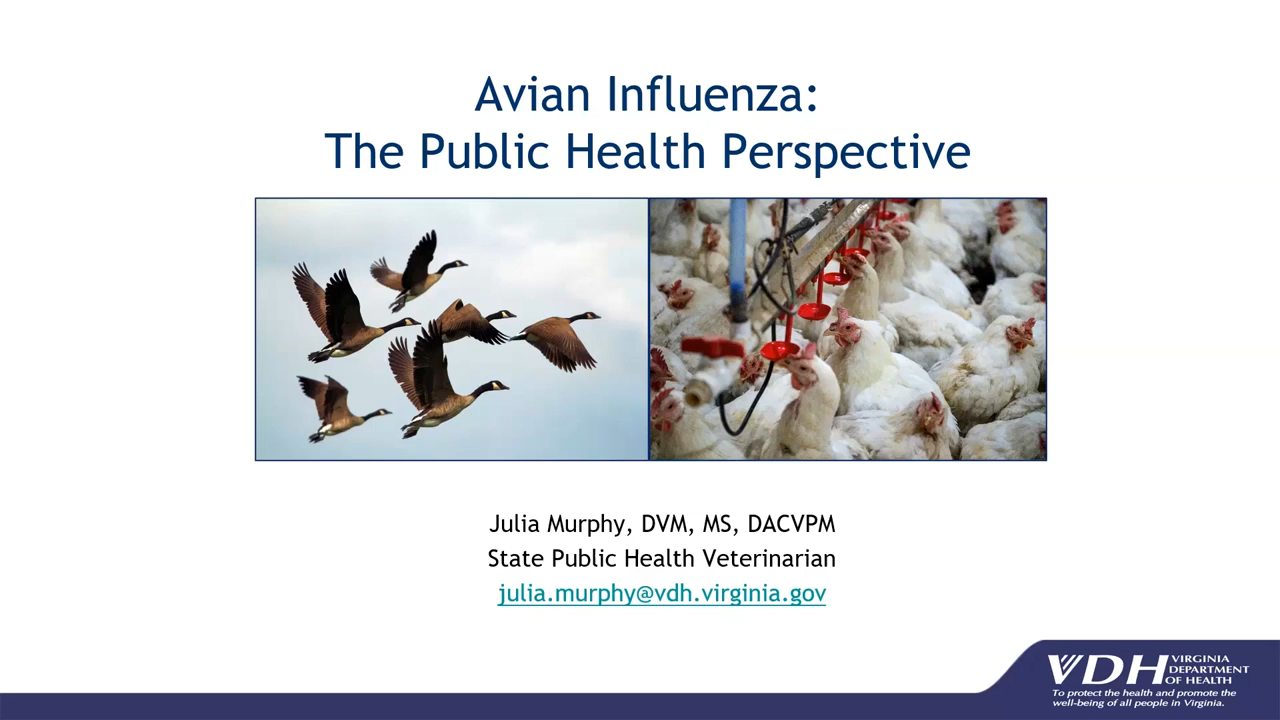 Avian Influenza:
The Public Health Perspective
Julia Murphy, DVM, MS, DACVPM
State Public Health Veterinarian
julia.murphy@vdh.virginia.gov
VDH VIRGINIA
DEPARTMENT
OF HEALTH
To protect the health and promote the
well-being of all people in Virginia.